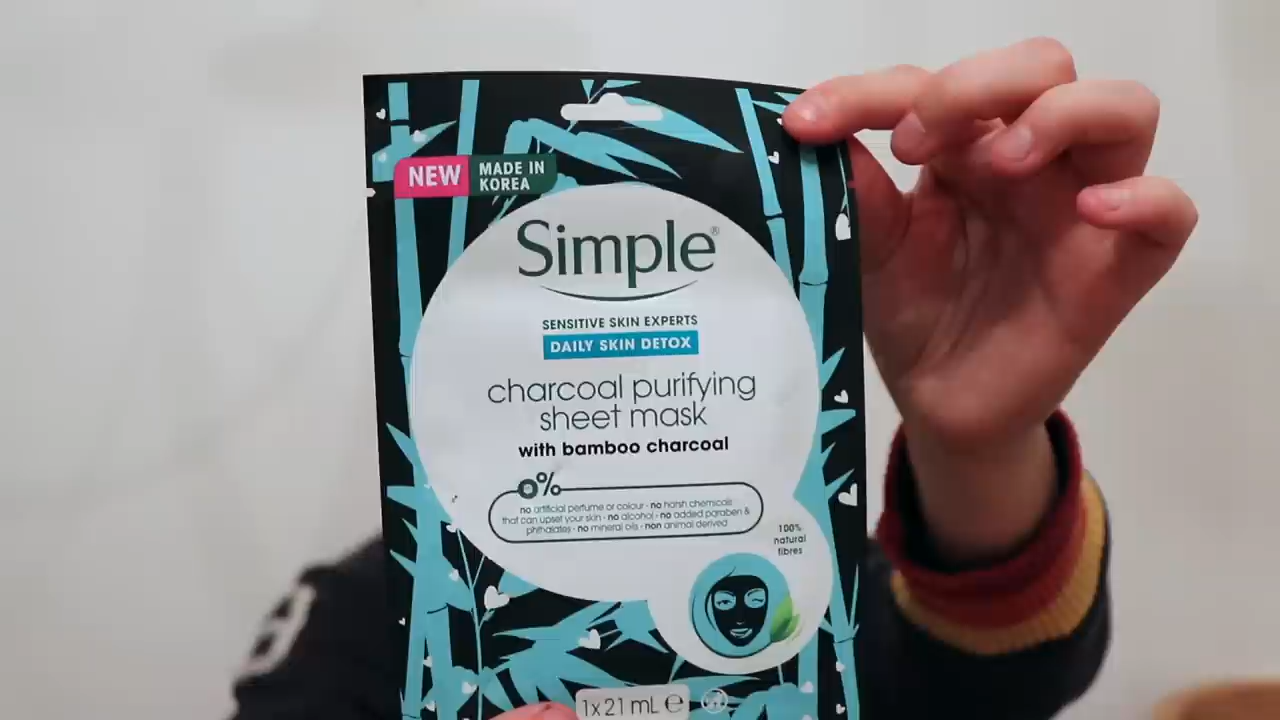 NEW MADE IN
KOREA
Simple®
SENSITIVE SKIN EXPERTS
DAILY SKIN DETOX
charcoal purifying
sheet mask
with bamboo charcoal
0%
no artificial perfume or colour - no harsh chemicals
that can upset your skin - no alcohol - no added paraben &
phthalates - no mineral oils - non animal derived
100%
natural
fibres
1x21 mL ℮